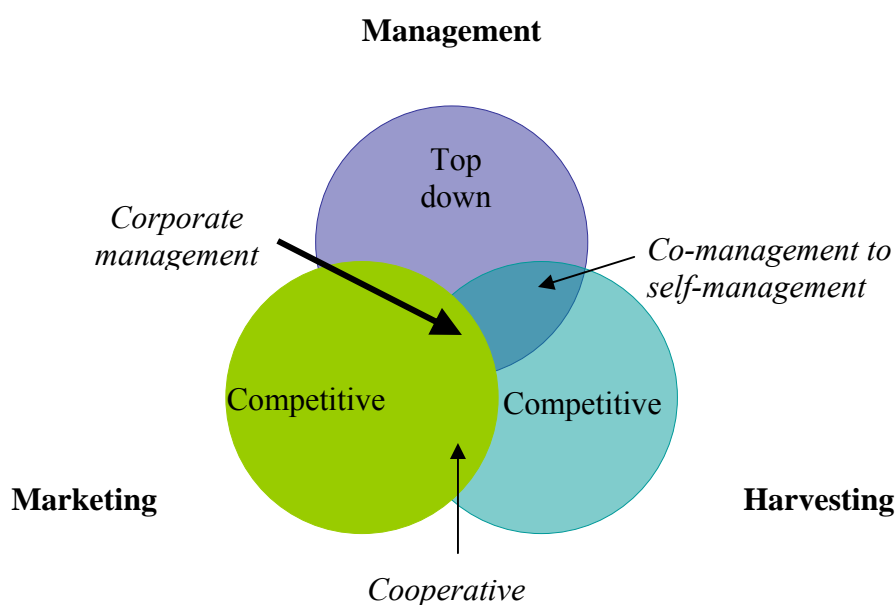 Management
Top
down
Corporate
management
Co-management to
self-management
Competitive
Competitive
Marketing
Harvesting
Cooperative